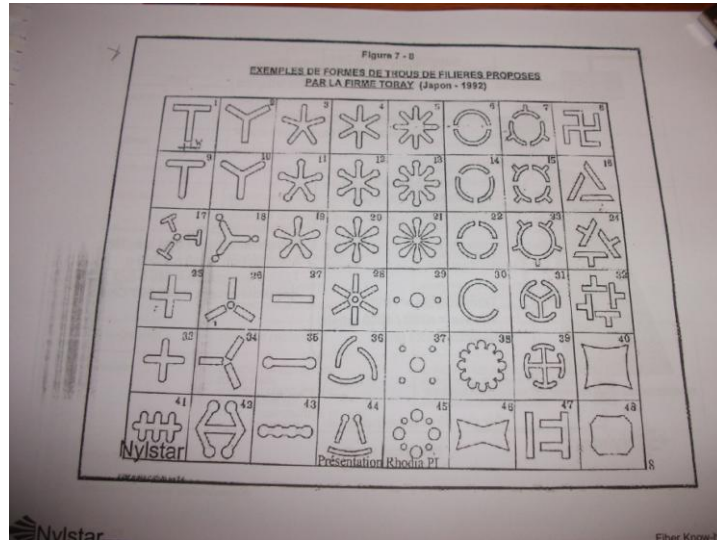 Figure 7 - 8
EXEMPLES DE FORMES DE TROUS DE FILIERES PROPOSES
PAR LA FIRME TORAY (Japon - 1992)
1 2 3 4 5 6 7 8
9 10 11 12 13 14 15 16
17 18 19 20 21 22 23 24
25 26 27 28 29 30 31 32
33 34 35 36 37 38 39 40
41 42 43 44 45 46 47 48
Nylstar
Présentation Rhodia PI
8
Nylstar
Fiber Know-